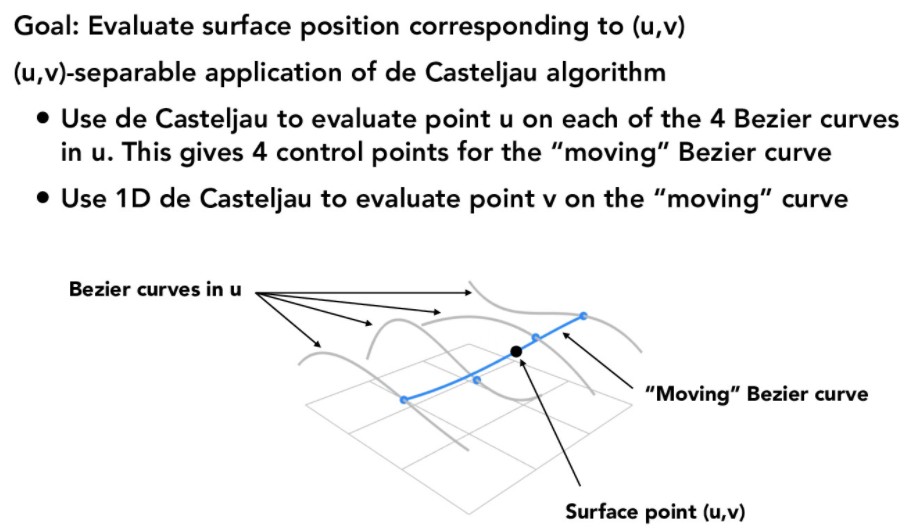 Goal: Evaluate surface position corresponding to (u,v)
(u,v)-separable application of de Casteljau algorithm
• Use de Casteljau to evaluate point u on each of the 4 Bezier curves
in u. This gives 4 control points for the “moving” Bezier curve
• Use 1D de Casteljau to evaluate point v on the “moving” curve
Bezier curves in u
“Moving” Bezier curve
Surface point (u,v)